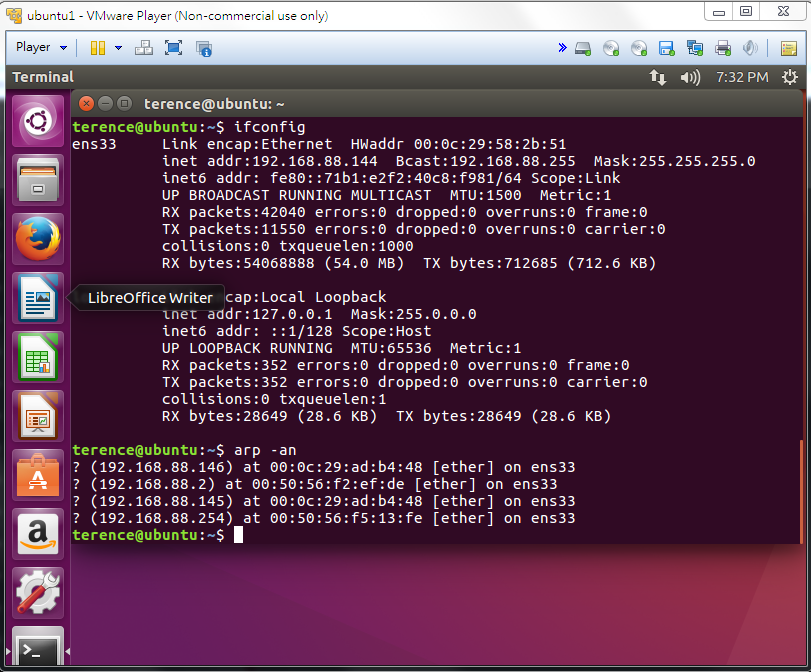 ubuntu1 - VMware Player (Non-commercial use only)
Player
Terminal 7:32 PM
terence@ubuntu: ~
terence@ubuntu:~$ ifconfig
ens33     Link encap:Ethernet  HWaddr 00:0c:29:58:2b:51
          inet addr:192.168.88.144  Bcast:192.168.88.255  Mask:255.255.255.0
          inet6 addr: fe80::71b1:e2f2:40c8:f981/64 Scope:Link
          UP BROADCAST RUNNING MULTICAST  MTU:1500  Metric:1
          RX packets:42040 errors:0 dropped:0 overruns:0 frame:0
          TX packets:11550 errors:0 dropped:0 overruns:0 carrier:0
          collisions:0 txqueuelen:1000
          RX bytes:54068888 (54.0 MB)  TX bytes:712685 (712.6 KB)
LibreOffice Writer
cap:Local Loopback
          inet addr:127.0.0.1  Mask:255.0.0.0
          inet6 addr: ::1/128 Scope:Host
          UP LOOPBACK RUNNING  MTU:65536  Metric:1
          RX packets:352 errors:0 dropped:0 overruns:0 frame:0
          TX packets:352 errors:0 dropped:0 overruns:0 carrier:0
          collisions:0 txqueuelen:1
          RX bytes:28649 (28.6 KB)  TX bytes:28649 (28.6 KB)
terence@ubuntu:~$ arp -an
? (192.168.88.146) at 00:0c:29:ad:b4:48 [ether] on ens33
? (192.168.88.2) at 00:50:56:f2:ef:de [ether] on ens33
? (192.168.88.145) at 00:0c:29:ad:b4:48 [ether] on ens33
? (192.168.88.254) at 00:50:56:f5:13:fe [ether] on ens33
terence@ubuntu:~$